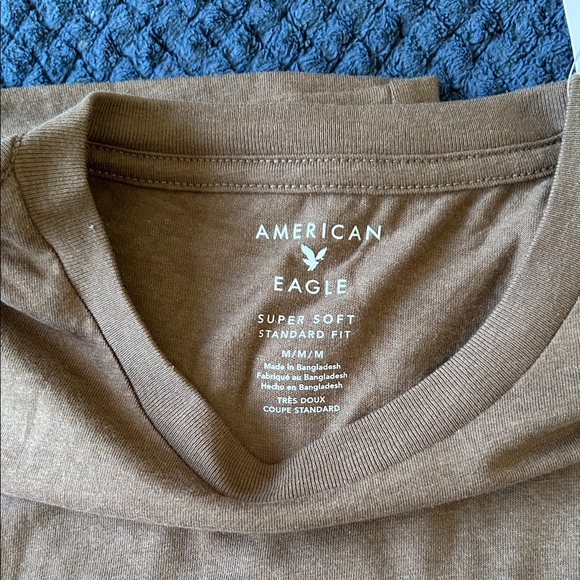 AMERICAN
EAGLE
SUPER SOFT
STANDARD FIT
M/M/M
Made in Bangladesh
Fabriqué au Bangladesh
Hecho en Bangladesh
TRÈS DOUX
COUPE STANDARD